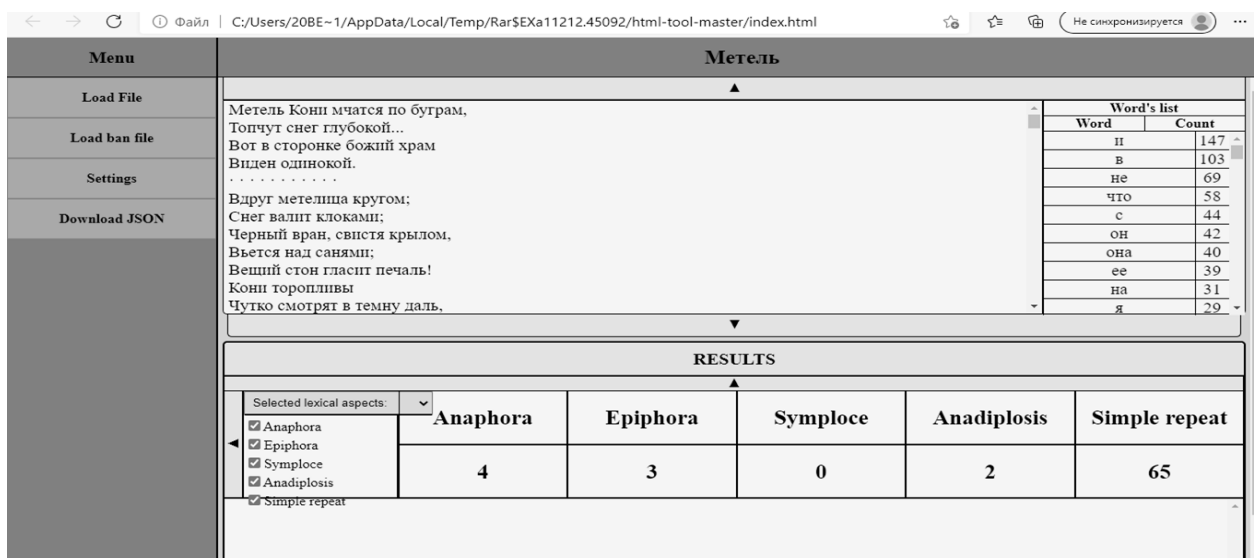 Файл C:/Users/20BE~1/AppData/Local/Temp/Rar$EXa11212.45092/html-tool-master/index.html Не синхронизируется
Menu
Load File
Load ban file
Settings
Download JSON
Метель
▲
Метель Кони мчатся по буграм,
Топчут снег глубокой...
Вот в сторонке божий храм
Виден одинокой.
. . . . . . . . . . .
Вдруг метелица кругом;
Снег валит клоками;
Черный вран, свистя крылом,
Вьется над санями;
Вещий стон гласит печаль!
Кони торопливы
Чутко смотрят в темну даль,
Word's list
Word Count
и 147
в 103
не 69
что 58
с 44
он 42
она 40
ее 39
на 31
я 29
▼
RESULTS
▲
◄
Selected lexical aspects:
Anaphora
Epiphora
Symploce
Anadiplosis
Simple repeat
Anaphora Epiphora Symploce Anadiplosis Simple repeat
4 3 0 2 65